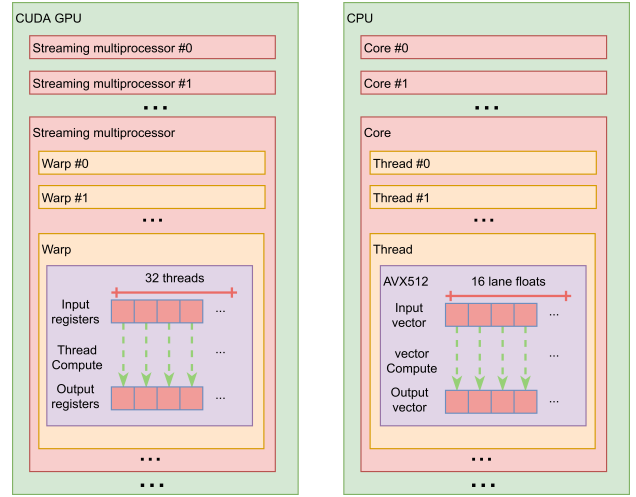 CUDA GPU
Streaming multiprocessor #0
Streaming multiprocessor #1
...
Streaming multiprocessor
Warp #0
Warp #1
...
Warp
32 threads
Input
registers
...
Thread
Compute
...
Output
registers
...
...
...
CPU
Core #0
Core #1
...
Core
Thread #0
Thread #1
...
Thread
AVX512
16 lane floats
Input
vector
...
vector
Compute
...
Output
vector
...
...
...